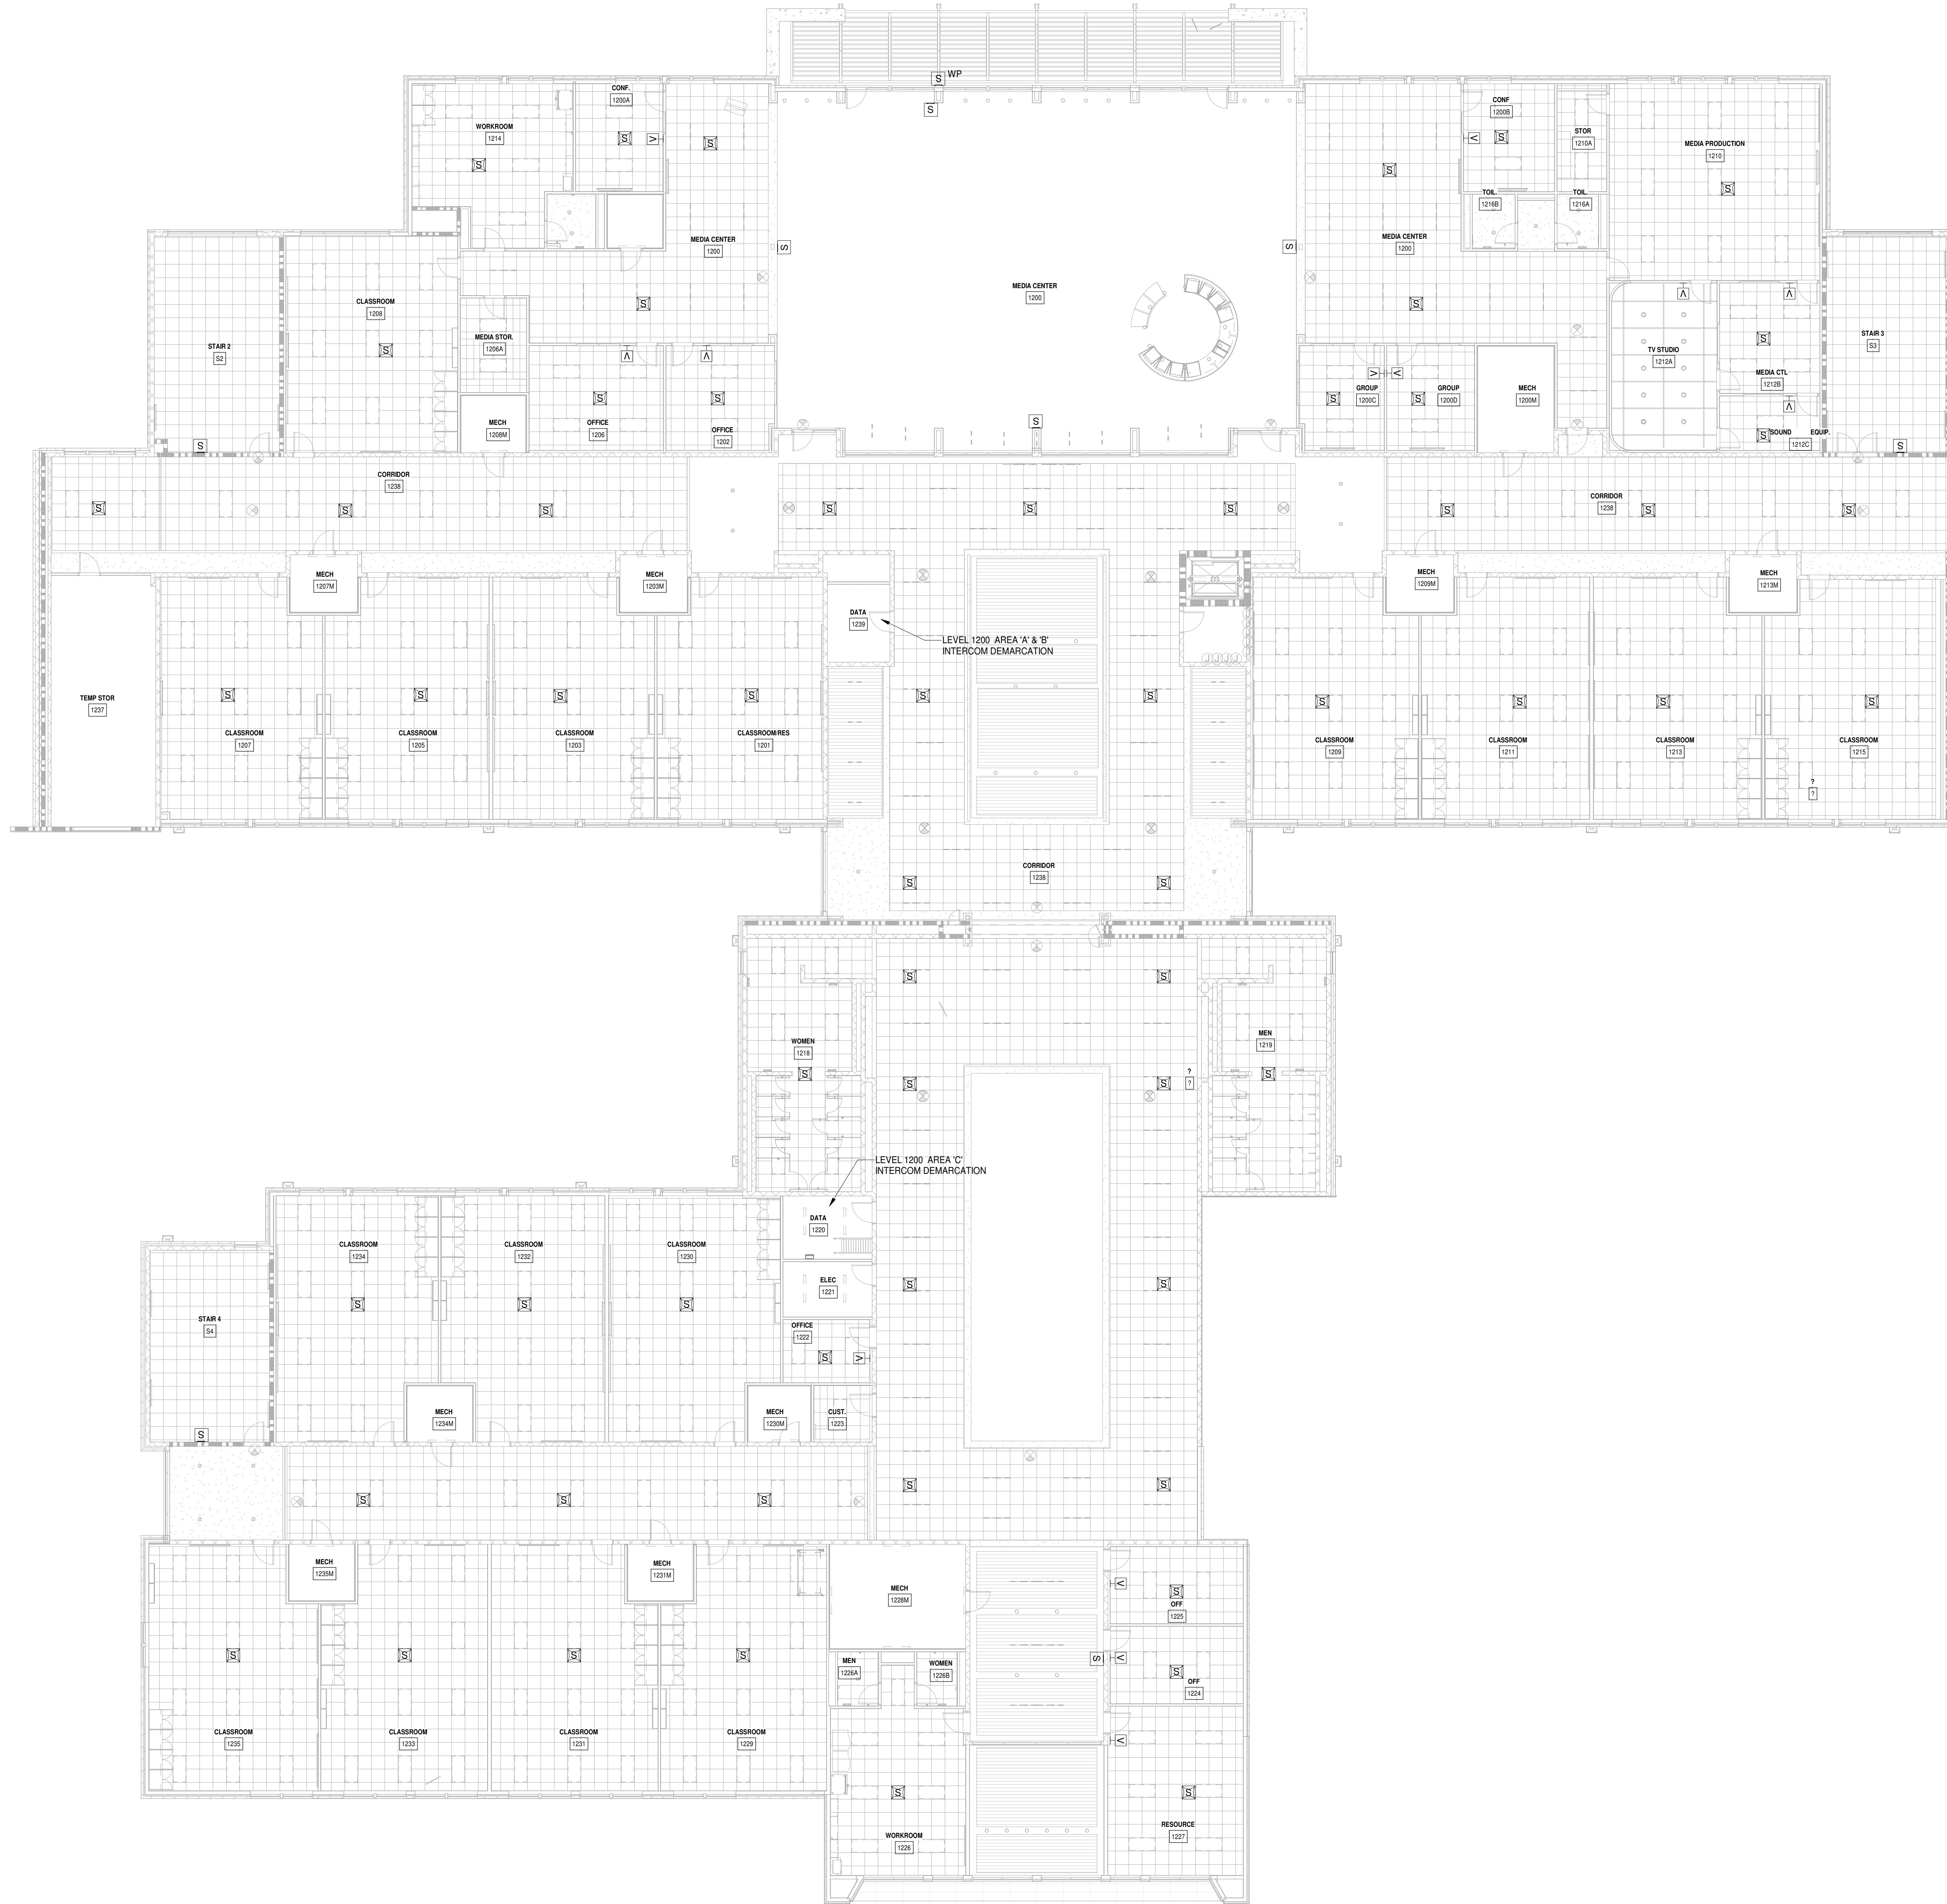 S WP
S
CONF.
1200A
WORKROOM
1214
S
V
S
S
CONF
1200B
STOR
1210A
MEDIA PRODUCTION
1210
V
S
S
S
TOIL.
1216B
TOIL.
1216A
MEDIA CENTER
1200
MEDIA CENTER
1200
S
S
MEDIA CENTER
1200
CLASSROOM
1208
S
S
V
V
STAIR 2
S2
MEDIA STOR.
1206A
S
V
V
TV STUDIO
1212A
S
MEDIA CTL
1212B
STAIR 3
S3
V
V
GROUP
1200C
GROUP
1200D
MECH
1200M
S
S
S
S
V
OFFICE
1206
OFFICE
1202
MECH
1208M
S
S
S
SOUND EQUIP.
1212C
S
CORRIDOR
1238
CORRIDOR
1238
S
S
S
S
S
S
S
S
S
MECH
1207M
MECH
1203M
MECH
1209M
MECH
1213M
DATA
1239
LEVEL 1200 AREA 'A' & 'B'
INTERCOM DEMARCATION
J J J J
TEMP STOR
1237
S
S
S
S
S
S
S
S
S
S
CLASSROOM
1207
CLASSROOM
1205
CLASSROOM
1203
CLASSROOM/RES
1201
CLASSROOM
1209
CLASSROOM
1211
CLASSROOM
1213
CLASSROOM
1215
?
?
CORRIDOR
1238
S
S
S
S
WOMEN
1218
MEN
1219
S
S
S
S
?
?
LEVEL 1200 AREA 'C'
INTERCOM DEMARCATION
DATA
1220
CLASSROOM
1234
CLASSROOM
1232
CLASSROOM
1230
ELEC
1221
S
S
S
S
S
STAIR 4
S4
OFFICE
1222
S
V
MECH
1234M
MECH
1230M
CUST.
1223
S
S
S
S
S
S
MECH
1235M
MECH
1231M
MECH
1228M
V
S
OFF
1225
S
S
S
S
S
V
S
MEN
1226A
WOMEN
1226B
OFF
1224
CLASSROOM
1235
CLASSROOM
1233
CLASSROOM
1231
CLASSROOM
1229
V
S
S
WORKROOM
1226
RESOURCE
1227